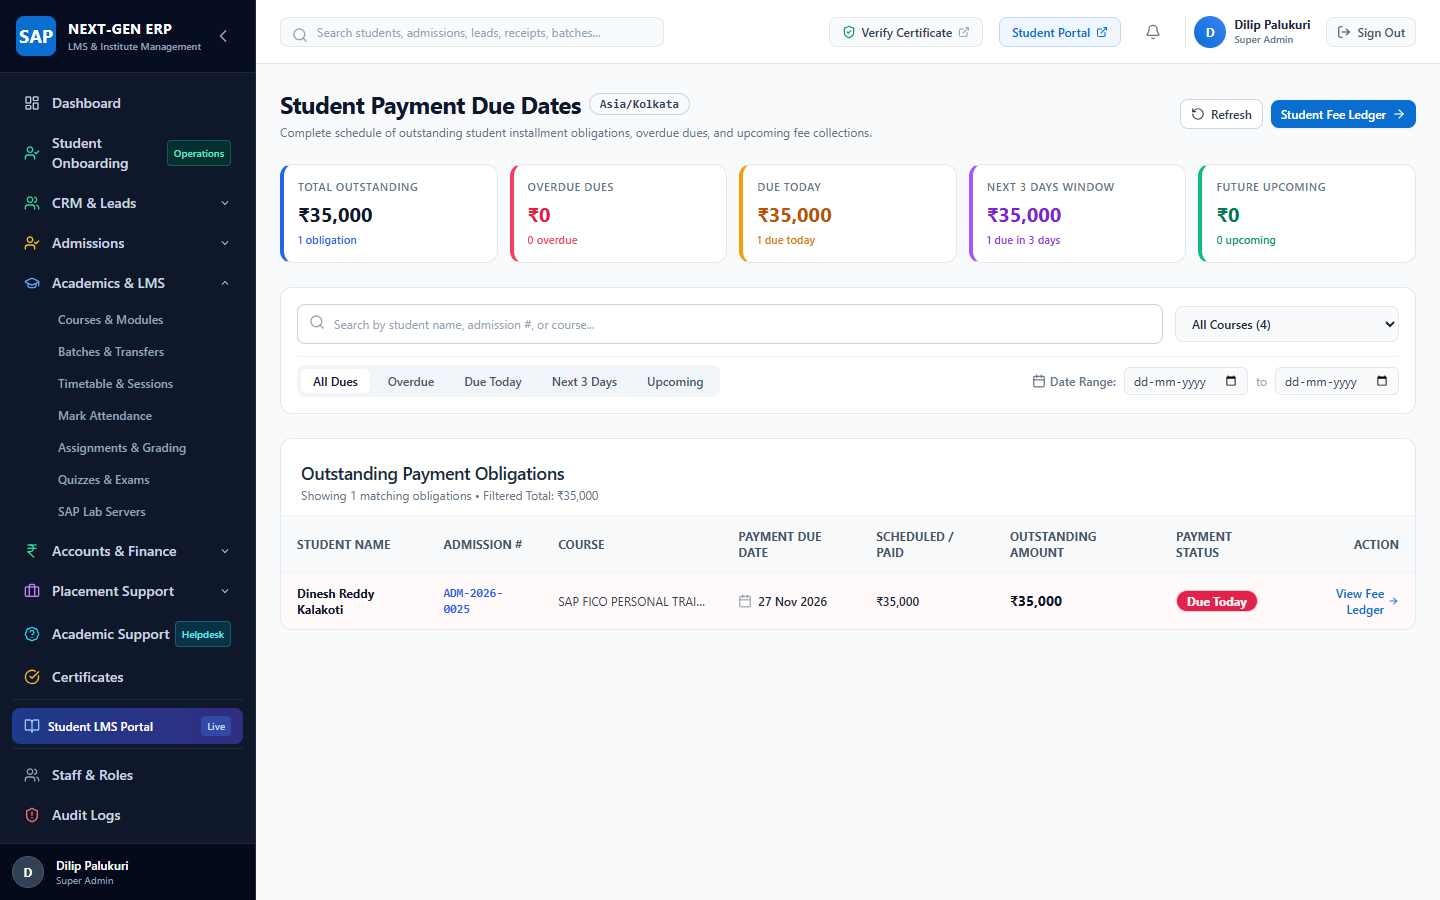 SAP
NEXT-GEN ERP
LMS & Institute Management
Dashboard
Student
Onboarding
Operations
CRM & Leads
Admissions
Academics & LMS
Courses & Modules
Batches & Transfers
Timetable & Sessions
Mark Attendance
Assignments & Grading
Quizzes & Exams
SAP Lab Servers
Accounts & Finance
Placement Support
Academic Support
Helpdesk
Certificates
Student LMS Portal
Live
Staff & Roles
Audit Logs
D
Dilip Palukuri
Super Admin
Search students, admissions, leads, receipts, batches...
Verify Certificate
Student Portal
D
Dilip Palukuri
Super Admin
Sign Out
Student Payment Due Dates
Asia/Kolkata
Complete schedule of outstanding student installment obligations, overdue dues, and upcoming fee collections.
Refresh
Student Fee Ledger
TOTAL OUTSTANDING
₹35,000
1 obligation
OVERDUE DUES
₹0
0 overdue
DUE TODAY
₹35,000
1 due today
NEXT 3 DAYS WINDOW
₹35,000
1 due in 3 days
FUTURE UPCOMING
₹0
0 upcoming
Search by student name, admission #, or course...
All Courses (4)
All Dues
Overdue
Due Today
Next 3 Days
Upcoming
Date Range:
dd-mm-yyyy
to
dd-mm-yyyy
Outstanding Payment Obligations
Showing 1 matching obligations • Filtered Total: ₹35,000
STUDENT NAME
ADMISSION #
COURSE
PAYMENT DUE
DATE
SCHEDULED /
PAID
OUTSTANDING
AMOUNT
PAYMENT
STATUS
ACTION
Dinesh Reddy
Kalakoti
ADM-2026-
0025
SAP FICO PERSONAL TRAI...
27 Nov 2026
₹35,000
₹35,000
Due Today
View Fee
Ledger